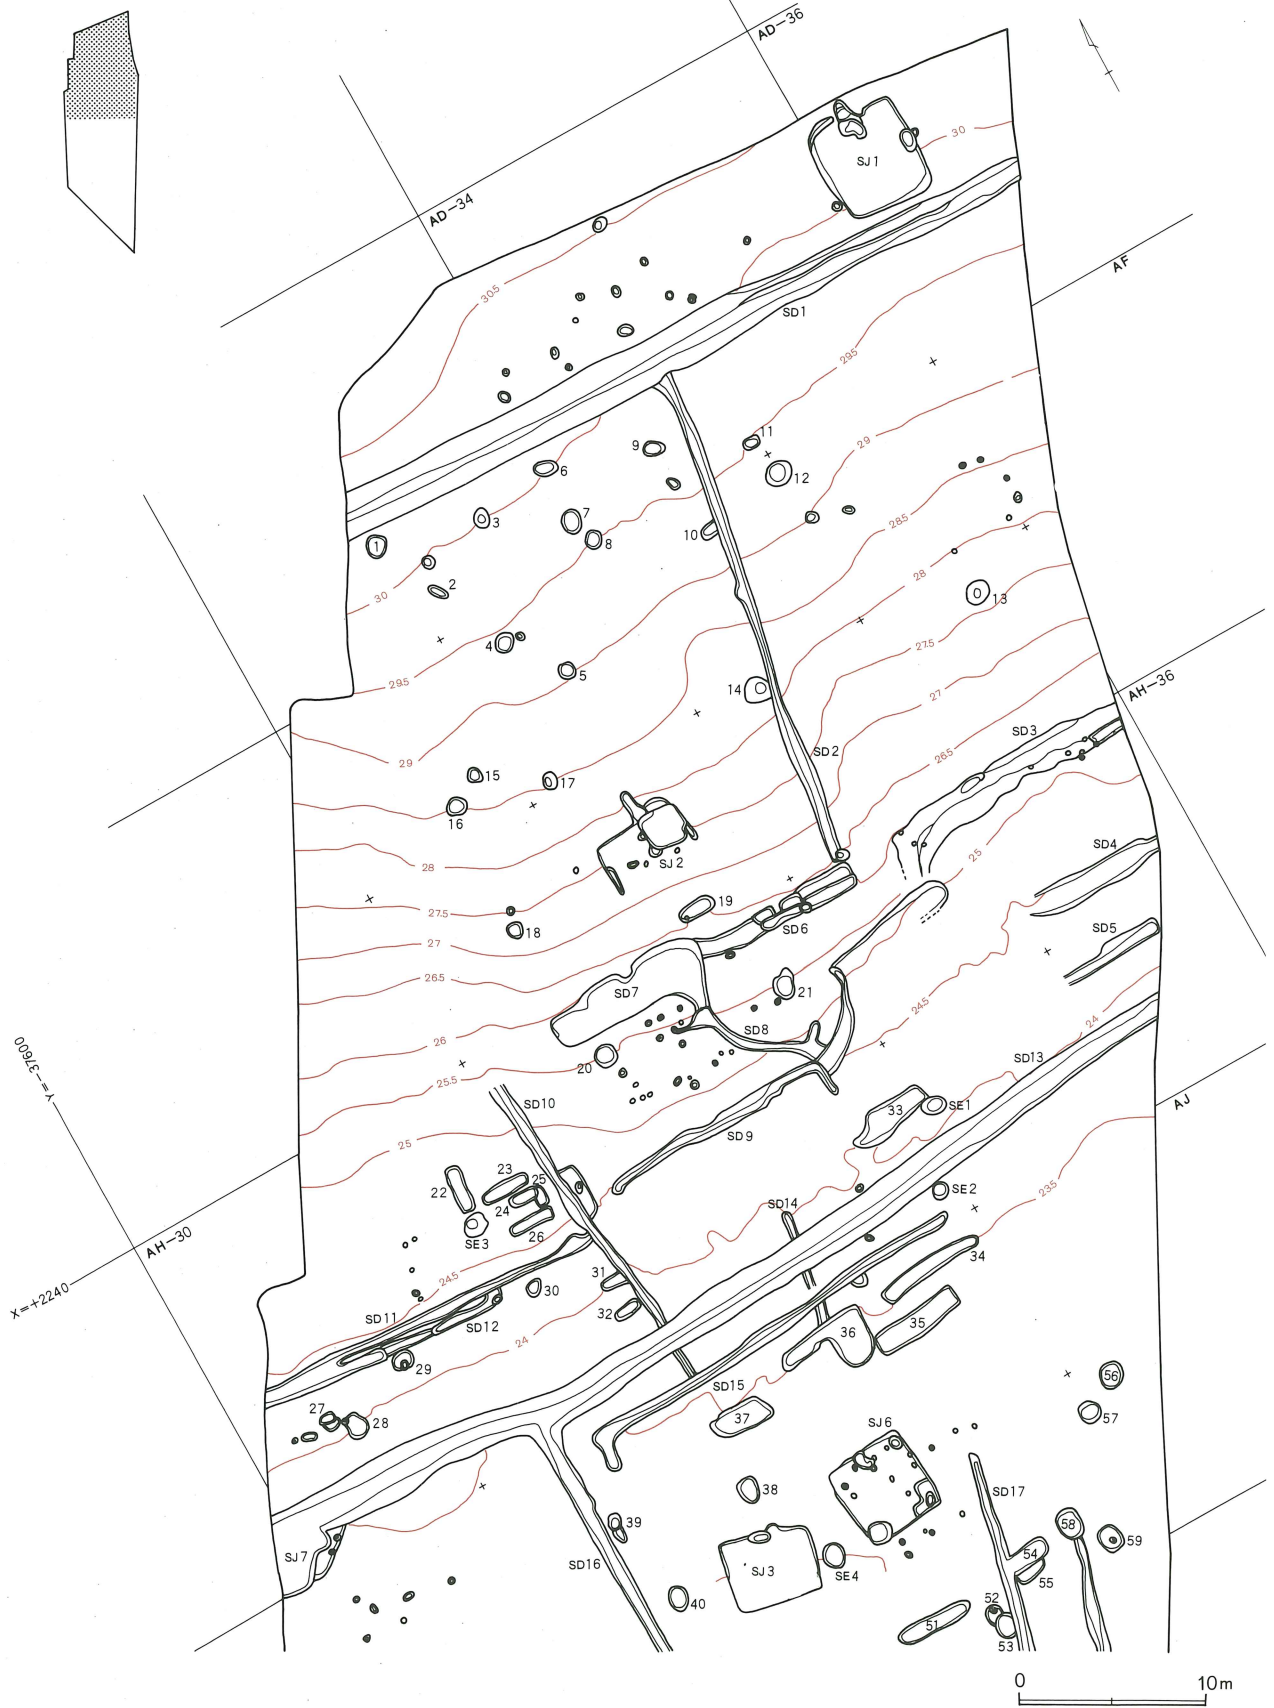 AD-36
AD-34
30
SJ1
AF
30.5
SD1
29.5
29
9
11
6
12
28.5
3
7
8
10
1
28
30
2
13
4
27.5
29.5
5
14
27
AH-36
SD3
SD2
26.5
29
15
17
16
28
SJ2
25
SD4
27.5
19
18
SD6
SD5
27
26.5
SD7
21
24.5
24
26
SD8
SD13
Y=-37600
20
25.5
SD10
33
SE1
AJ
25
SD9
23
22
25
SE2
24
SD14
23.5
26
SE3
AH-30
34
24.5
31
30
X=+2240
SD11
32
SD12
35
36
24
29
56
SD15
27
37
57
28
SJ6
38
SD17
39
58
59
SJ7
54
SD16
SJ3
SE4
55
40
52
51
53
0 10m